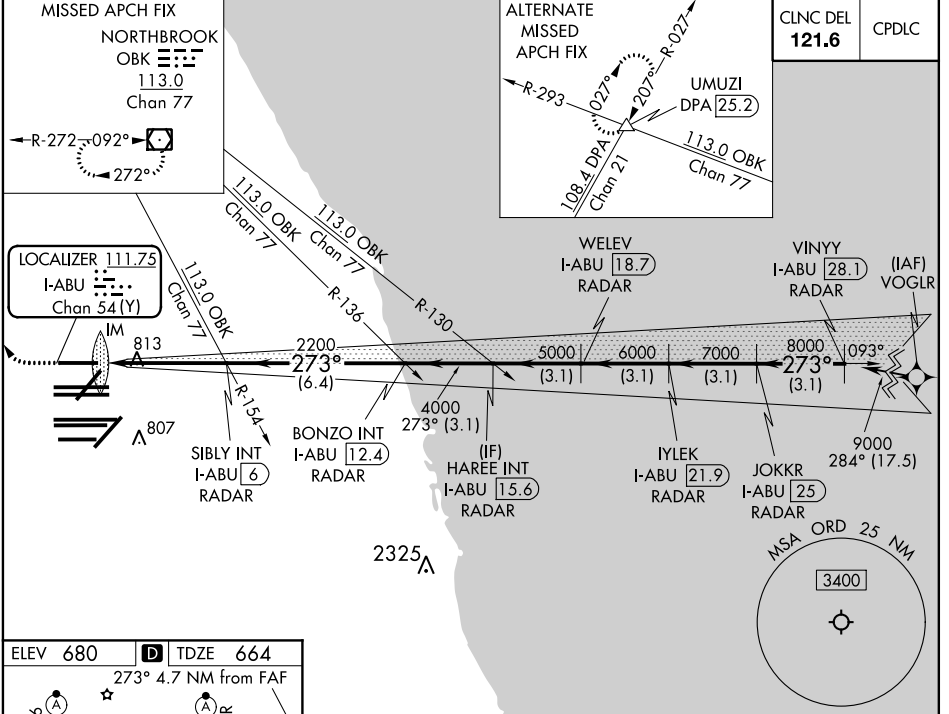 MISSED APCH FIX
NORTHBROOK
OBK
113.0
Chan 77
R-272
092°
272°
ALTERNATE
MISSED
APCH FIX
R-027
R-293
027°
207°
UMUZI
DPA 25.2
108.4 DPA
Chan 21
113.0 OBK
Chan 77
CLNC DEL
121.6
CPDLC
113.0 OBK
Chan 77
113.0 OBK
Chan 77
113.0 OBK
Chan 77
R-136
R-130
R-154
LOCALIZER 111.75
I-ABU
Chan 54 (Y)
IM
813
807
WELEV
I-ABU 18.7
RADAR
VINYY
I-ABU 28.1
RADAR
(IAF)
VOGLR
2200
273°
(6.4)
4000
273° (3.1)
5000
(3.1)
6000
(3.1)
7000
(3.1)
8000
273°
(3.1)
093°
9000
284° (17.5)
SIBLY INT
I-ABU 6
RADAR
BONZO INT
I-ABU 12.4
RADAR
(IF)
HAREE INT
I-ABU 15.6
RADAR
IYLEK
I-ABU 21.9
RADAR
JOKKR
I-ABU 25
RADAR
2325
MSA ORD 25 NM
3400
ELEV 680
D
TDZE 664
273° 4.7 NM from FAF
A
A